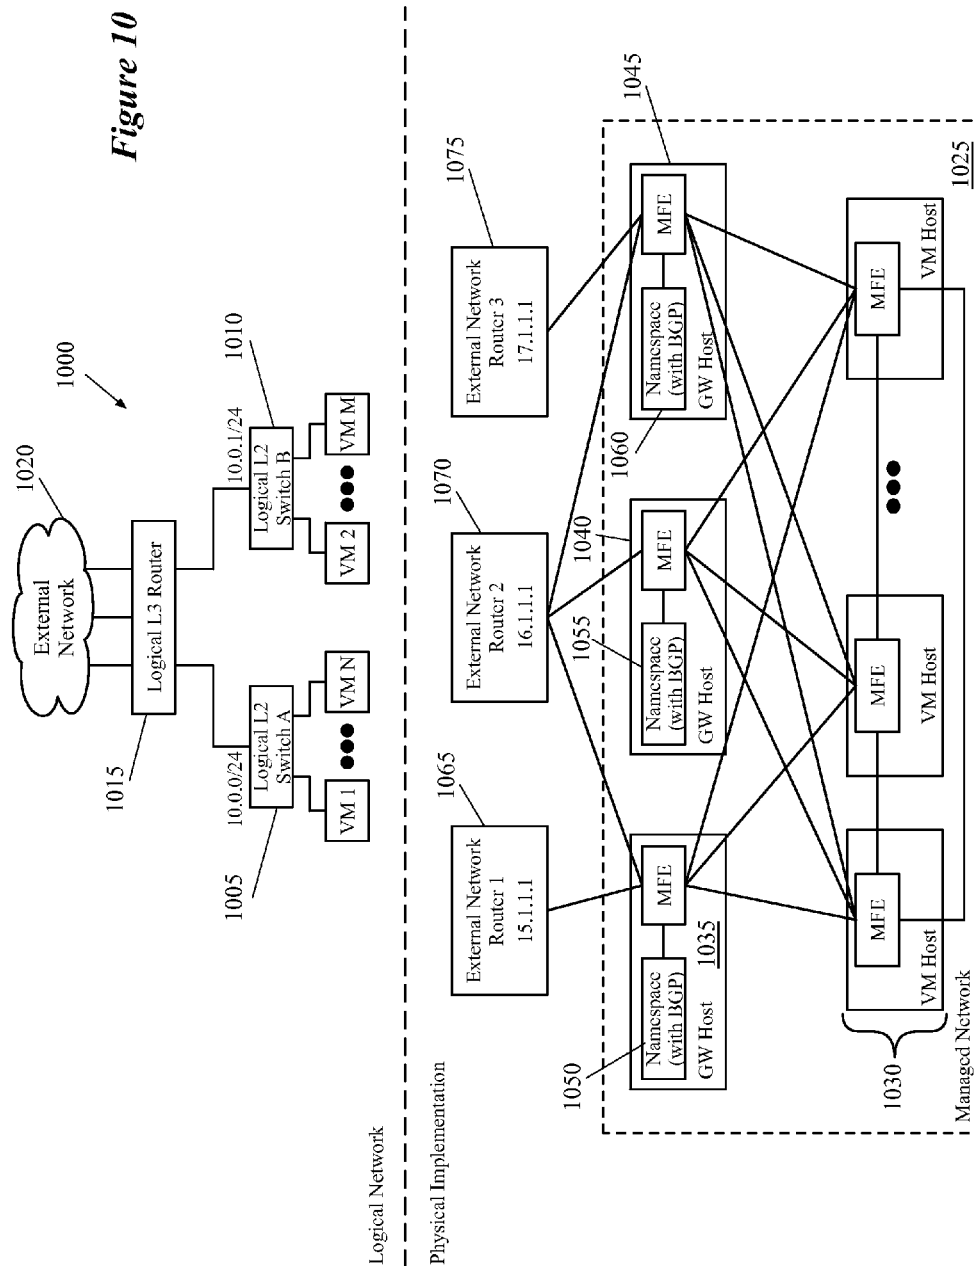 Figure 10
1000
1020
External
Network
Logical L3 Router
1015
10.0.0/24
10.0.1/24
Logical L2
Switch A
Logical L2
Switch B
1005
1010
VM 1
VM N
VM 2
VM M
Logical Network
Physical Implementation
1065
1070
1075
External Network
Router 1
15.1.1.1
External Network
Router 2
16.1.1.1
External Network
Router 3
17.1.1.1
1050
1055
1040
1060
1045
Namespace
(with BGP)
MFE
GW Host
1035
Namespace
(with BGP)
MFE
GW Host
Namespace
(with BGP)
MFE
GW Host
1030
MFE
VM Host
MFE
VM Host
MFE
VM Host
Managed Network
1025